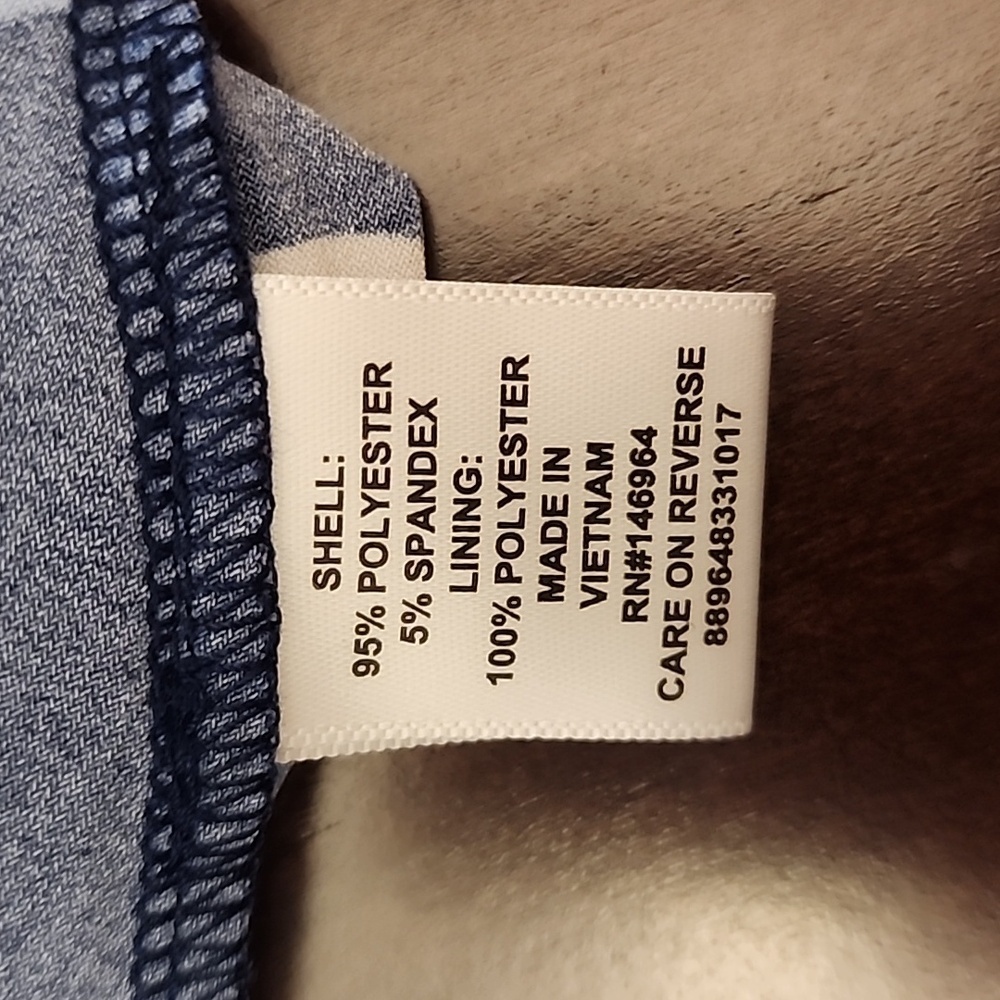 SHELL:
95% POLYESTER
5% SPANDEX
LINING:
100% POLYESTER
MADE IN
VIETNAM
RN#146964
CARE ON REVERSE
889648331017